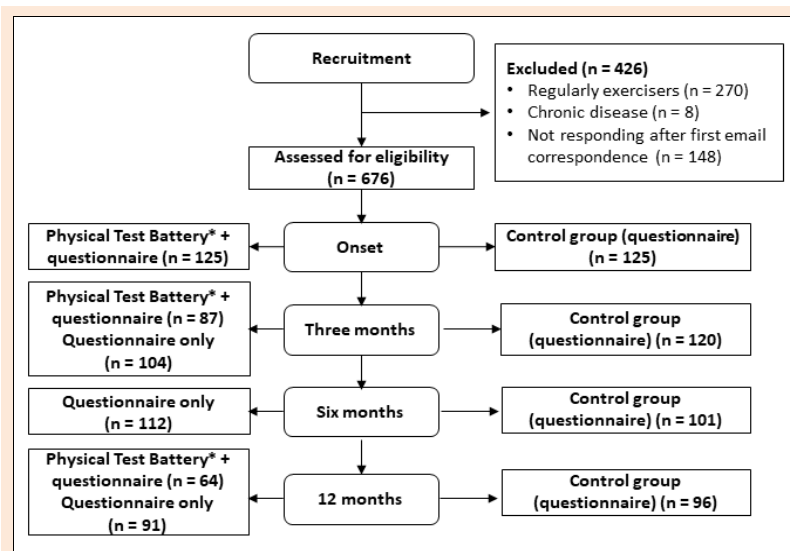 Recruitment
Excluded (n = 426)
• Regularly exercisers (n = 270)
• Chronic disease (n = 8)
• Not responding after first email
correspondence (n = 148)
Assessed for eligibility
(n = 676)
Physical Test Battery* +
questionnaire (n = 125)
Onset
Control group (questionnaire)
(n = 125)
Physical Test Battery* +
questionnaire (n = 87)
Questionnaire only
(n = 104)
Three months
Control group
(questionnaire) (n = 120)
Questionnaire only
(n = 112)
Six months
Control group
(questionnaire) (n = 101)
Physical Test Battery* +
questionnaire (n = 64)
Questionnaire only
(n = 91)
12 months
Control group
(questionnaire) (n = 96)